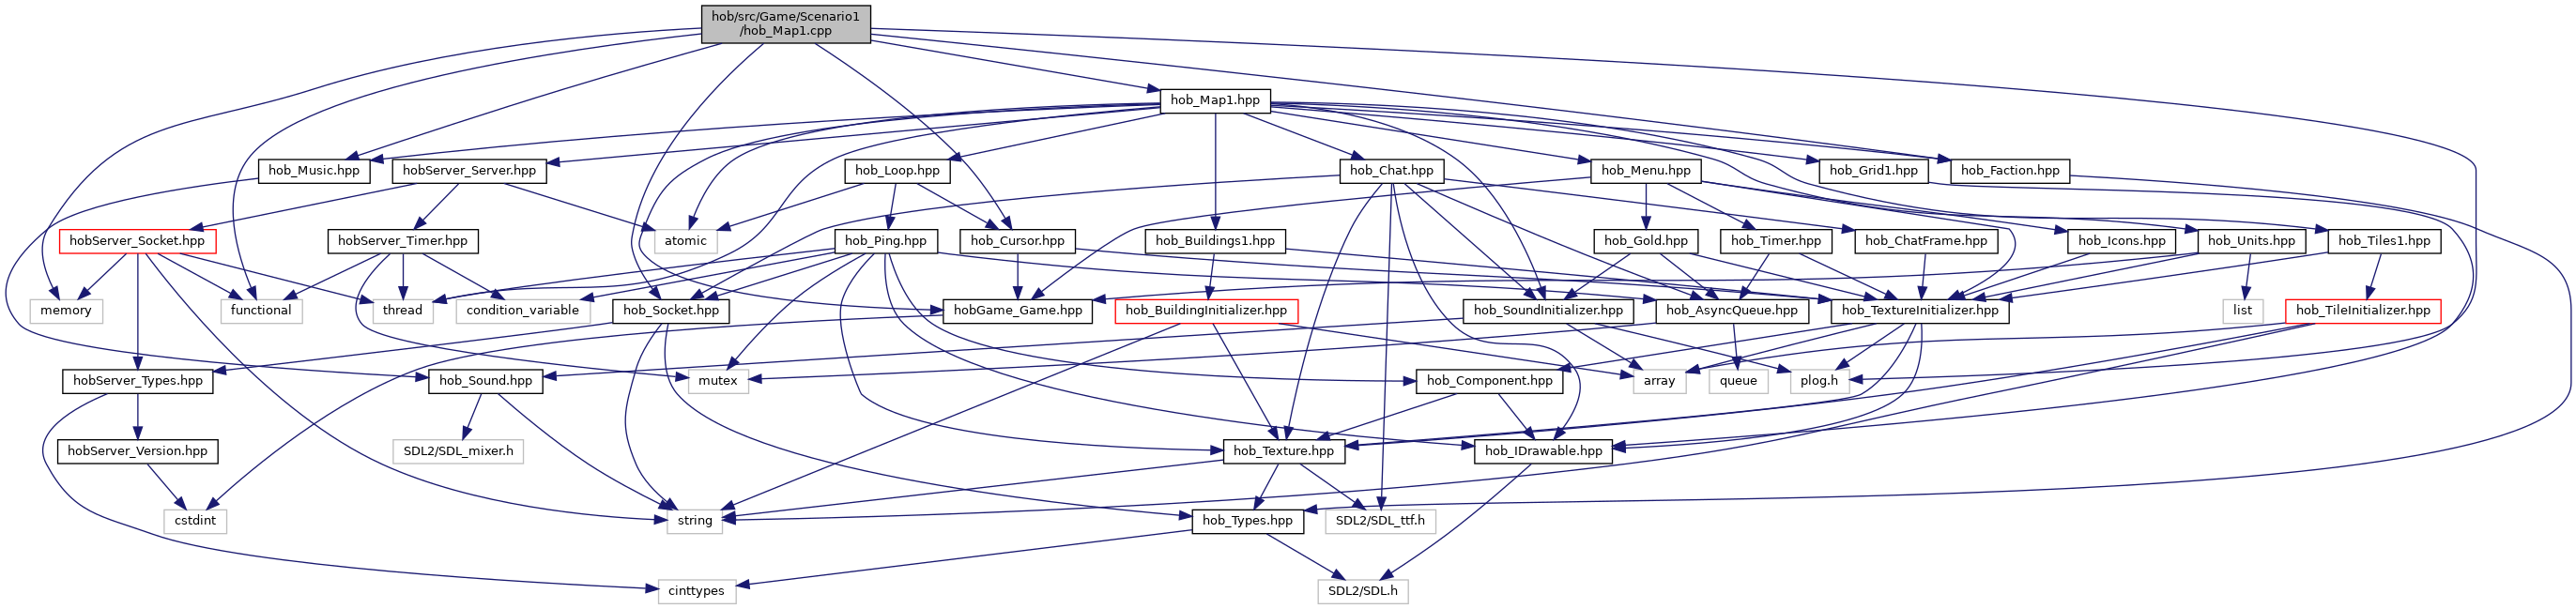 hob/src/Game/Scenario1
/hob_Map1.cpp
hob_Map1.hpp
hob_Music.hpp
hobServer_Server.hpp
hob_Loop.hpp
hob_Chat.hpp
hob_Menu.hpp
hob_Grid1.hpp
hob_Faction.hpp
hobServer_Socket.hpp
hobServer_Timer.hpp
atomic
hob_Ping.hpp
hob_Cursor.hpp
hob_Buildings1.hpp
hob_Gold.hpp
hob_Timer.hpp
hob_ChatFrame.hpp
hob_Icons.hpp
hob_Units.hpp
hob_Tiles1.hpp
memory
functional
thread
condition_variable
hob_Socket.hpp
hobGame_Game.hpp
hob_BuildingInitializer.hpp
hob_SoundInitializer.hpp
hob_AsyncQueue.hpp
hob_TextureInitializer.hpp
list
hob_TileInitializer.hpp
hobServer_Types.hpp
hob_Sound.hpp
mutex
hob_Component.hpp
array
queue
plog.h
hobServer_Version.hpp
SDL2/SDL_mixer.h
hob_Texture.hpp
hob_IDrawable.hpp
cstdint
string
hob_Types.hpp
SDL2/SDL_ttf.h
cinttypes
SDL2/SDL.h